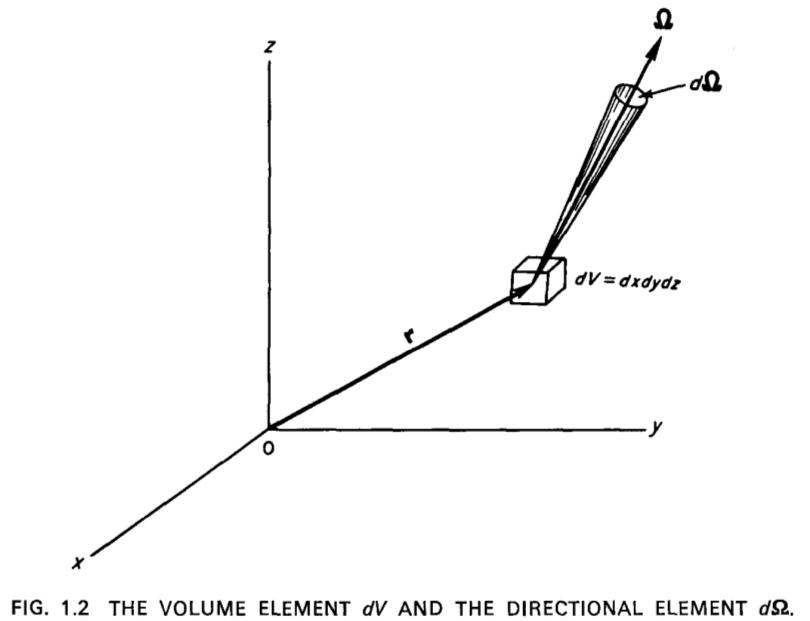 Ω
z
dΩ
dV = dxdydz
r
y
O
x
FIG. 1.2 THE VOLUME ELEMENT dV AND THE DIRECTIONAL ELEMENT dΩ.